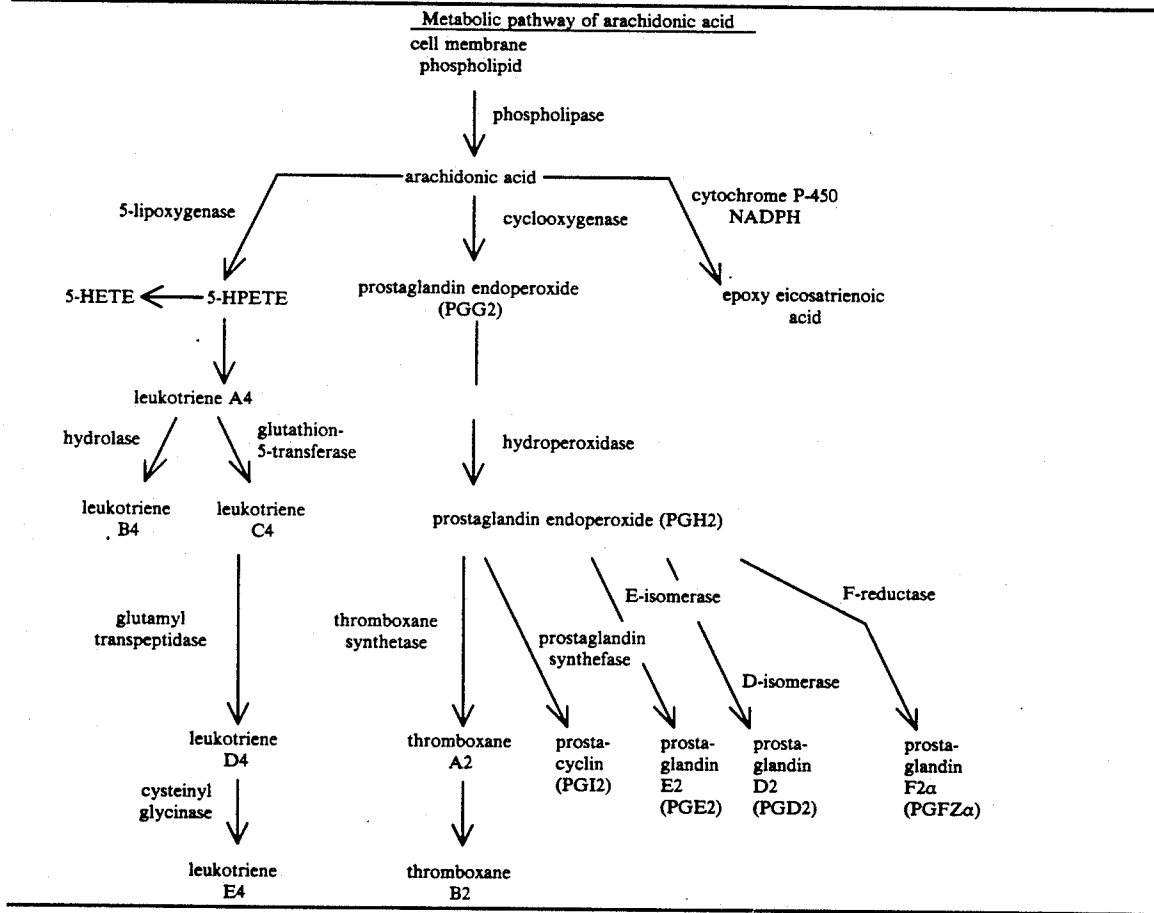 Metabolic pathway of arachidonic acid
cell membrane
phospholipid
phospholipase
arachidonic acid
5-lipoxygenase
cyclooxygenase
cytochrome P-450
NADPH
5-HETE
5-HPETE
prostaglandin endoperoxide
(PGG2)
epoxy eicosatrienoic
acid
leukotriene A4
hydrolase
glutathion-
5-transferase
hydroperoxidase
leukotriene
B4
leukotriene
C4
prostaglandin endoperoxide (PGH2)
glutamyl
transpeptidase
thromboxane
synthetase
prostaglandin
synthefase
E-isomerase
D-isomerase
F-reductase
leukotriene
D4
thromboxane
A2
prosta-
cyclin
(PGI2)
prosta-
glandin
E2
(PGE2)
prosta-
glandin
D2
(PGD2)
prosta-
glandin
F2α
(PGFZα)
cysteinyl
glycinase
leukotriene
E4
thromboxane
B2